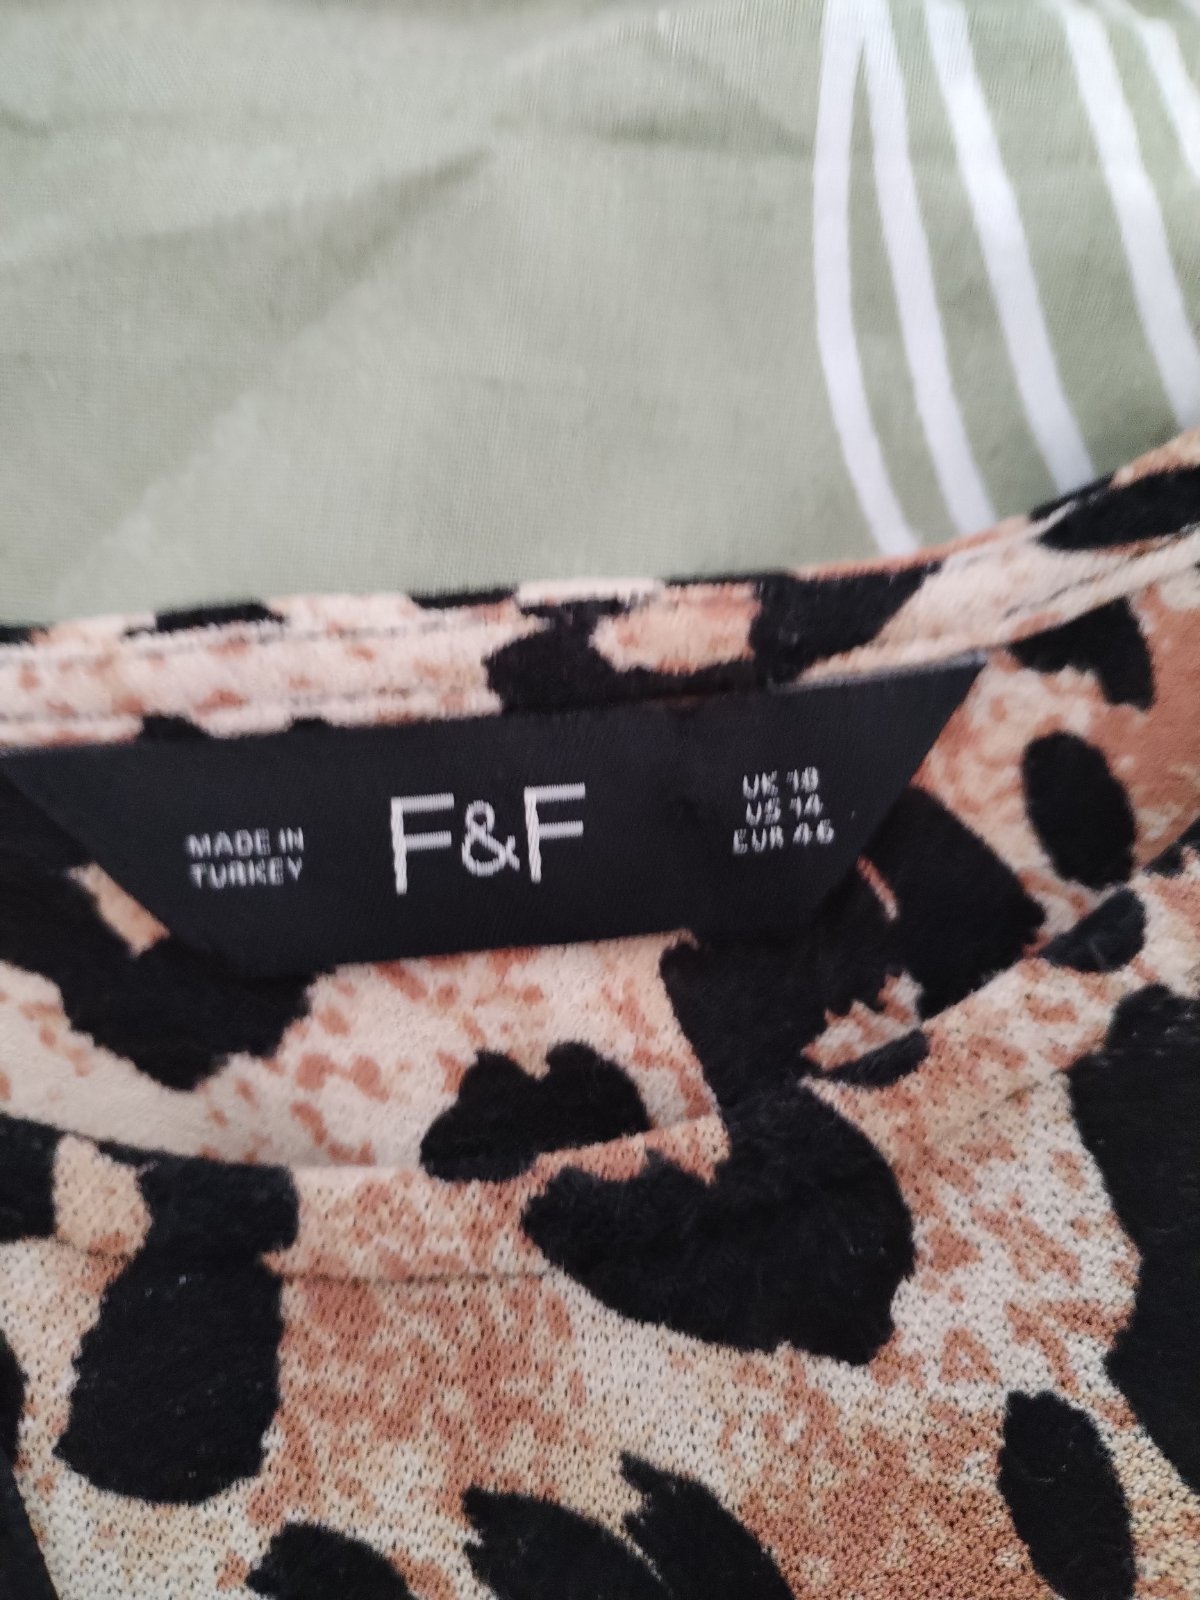 MADE IN
TURKEY
F&F
UK 18
US 14
EUR 46